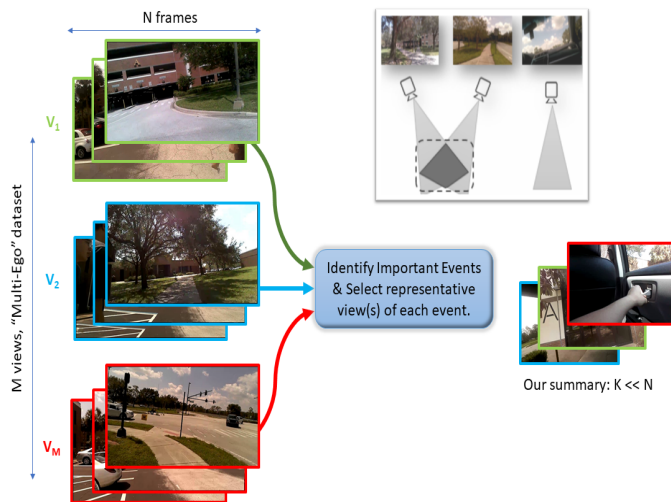 N frames
V1
M views, “Multi-Ego” dataset
V2
Identify Important Events
& Select representative
view(s) of each event.
Our summary: K << N
VM